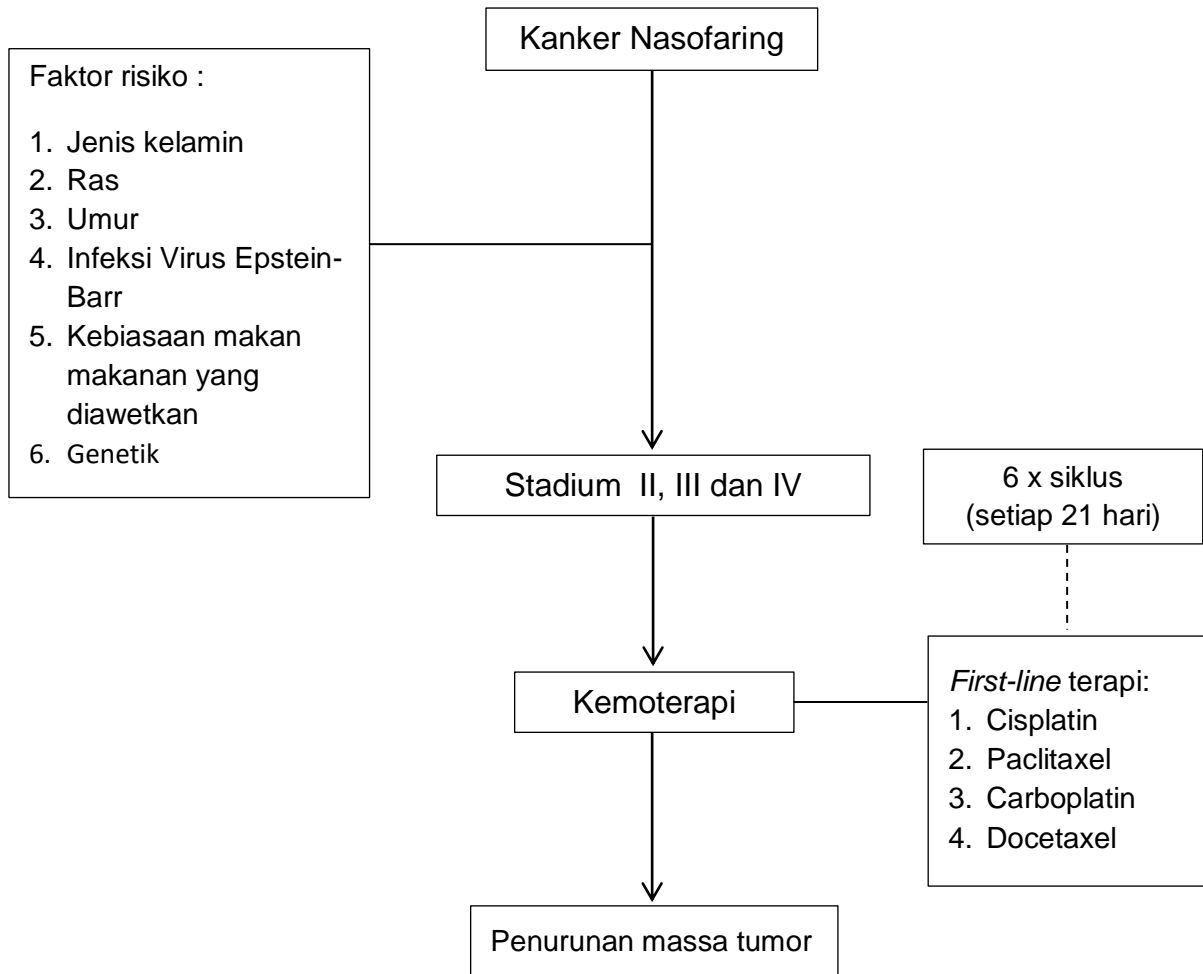 Kanker Nasofaring
Faktor risiko :
1. Jenis kelamin
2. Ras
3. Umur
4. Infeksi Virus Epstein-
Barr
5. Kebiasaan makan
makanan yang
diawetkan
6. Genetik
Stadium II, III dan IV
6 x siklus
(setiap 21 hari)
Kemoterapi
First-line terapi:
1. Cisplatin
2. Paclitaxel
3. Carboplatin
4. Docetaxel
Penurunan massa tumor